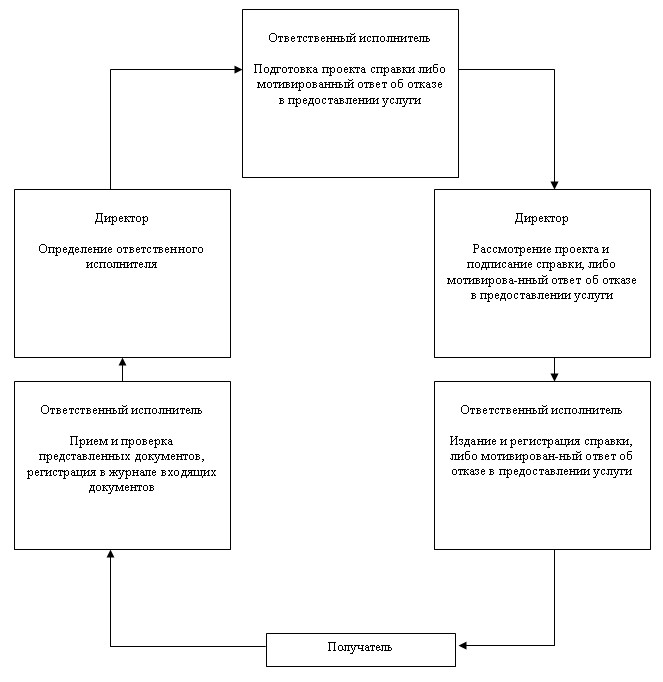 Ответственный исполнитель
Подготовка проекта справки либо
мотивированный ответ об отказе
в предоставлении услуги
Директор
Определение ответственного
исполнителя
Директор
Рассмотрение проекта и
подписание справки, либо
мотивирова-нный ответ об отказе
в предоставлении услуги
Ответственный исполнитель
Прием и проверка
представленных документов,
регистрация в журнале входящих
документов
Ответственный исполнитель
Издание и регистрация справки,
либо мотивирован-ный ответ об
отказе в предоставлении услуги
Получатель